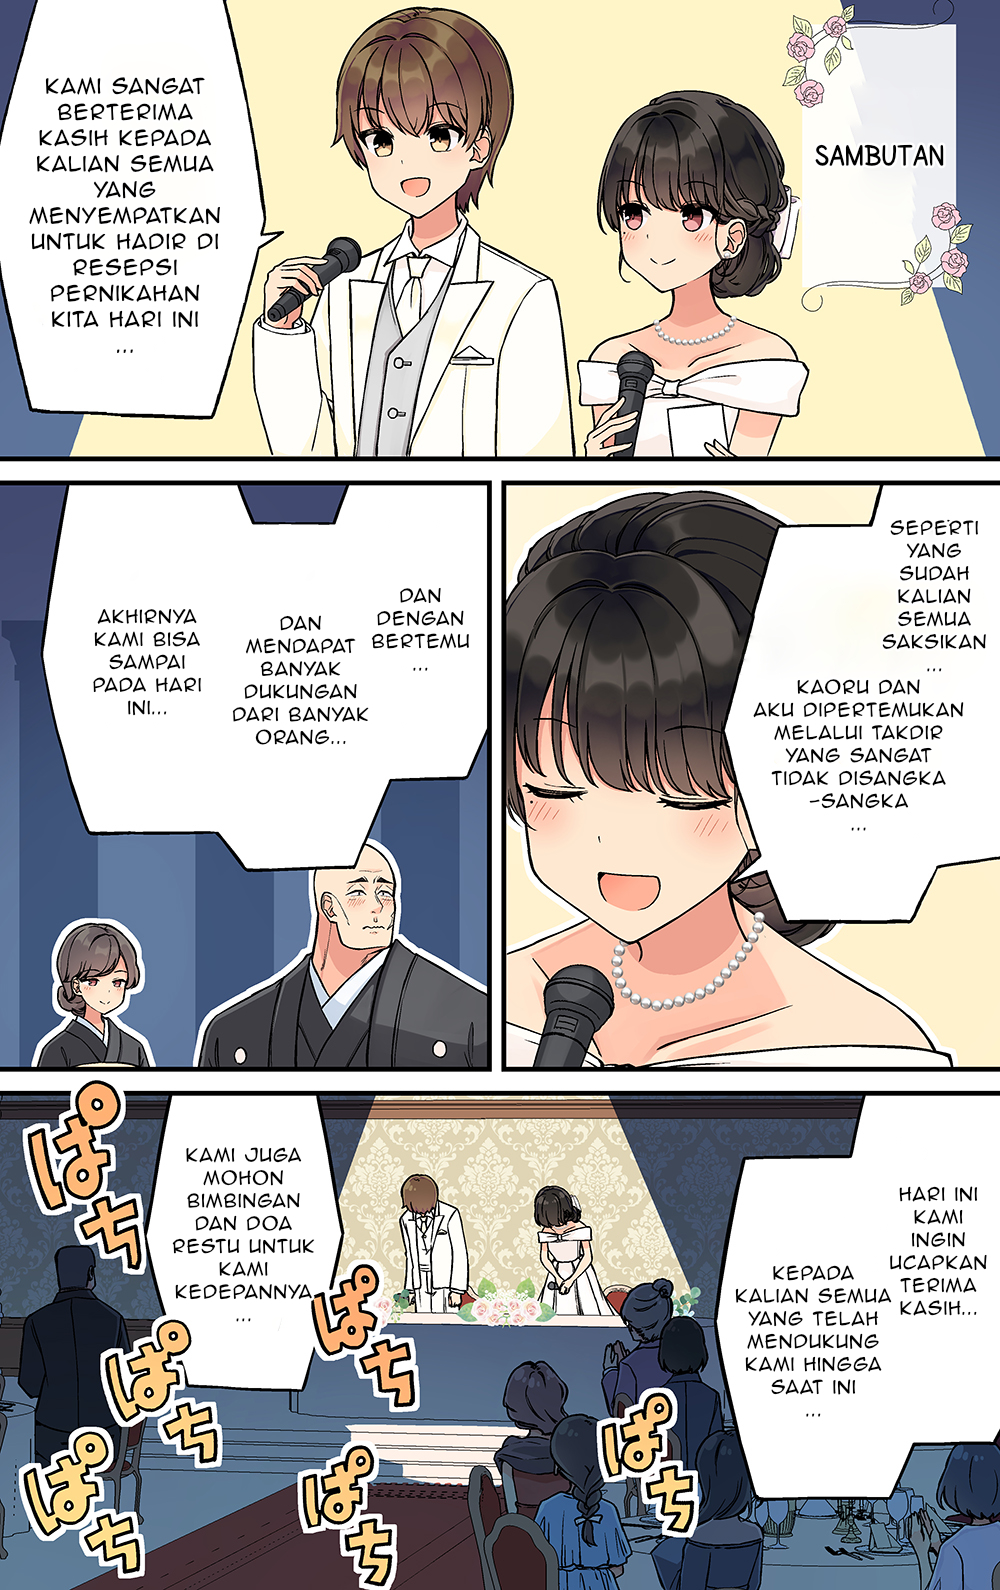 SAMBUTAN
KAMI SANGAT
BERTERIMA
KASIH KEPADA
KALIAN SEMUA
YANG
MENYEMPATKAN
UNTUK HADIR DI
RESEPSI
PERNIKAHAN
KITA HARI INI
...
SEPERTI
YANG
SUDAH
KALIAN
SEMUA
SAKSIKAN
...
KAORU DAN
AKU DIPERTEMUKAN
MELALUI TAKDIR
YANG SANGAT
TIDAK DISANGKA
-SANGKA
...
DAN
DENGAN
BERTEMU
...
DAN
MENDAPAT
BANYAK
DUKUNGAN
DARI BANYAK
ORANG...
AKHIRNYA
KAMI BISA
SAMPAI
PADA HARI
INI...
HARI INI
KAMI
INGIN
UCAPKAN
TERIMA
KASIH...
KEPADA
KALIAN SEMUA
YANG TELAH
MENDUKUNG
KAMI HINGGA
SAAT INI
...
KAMI JUGA
MOHON
BIMBINGAN
DAN DOA
RESTU UNTUK
KAMI
KEDEPANNYA
...
ぱち
ぱち
ぱち
ぱち
ぱち
ぱち